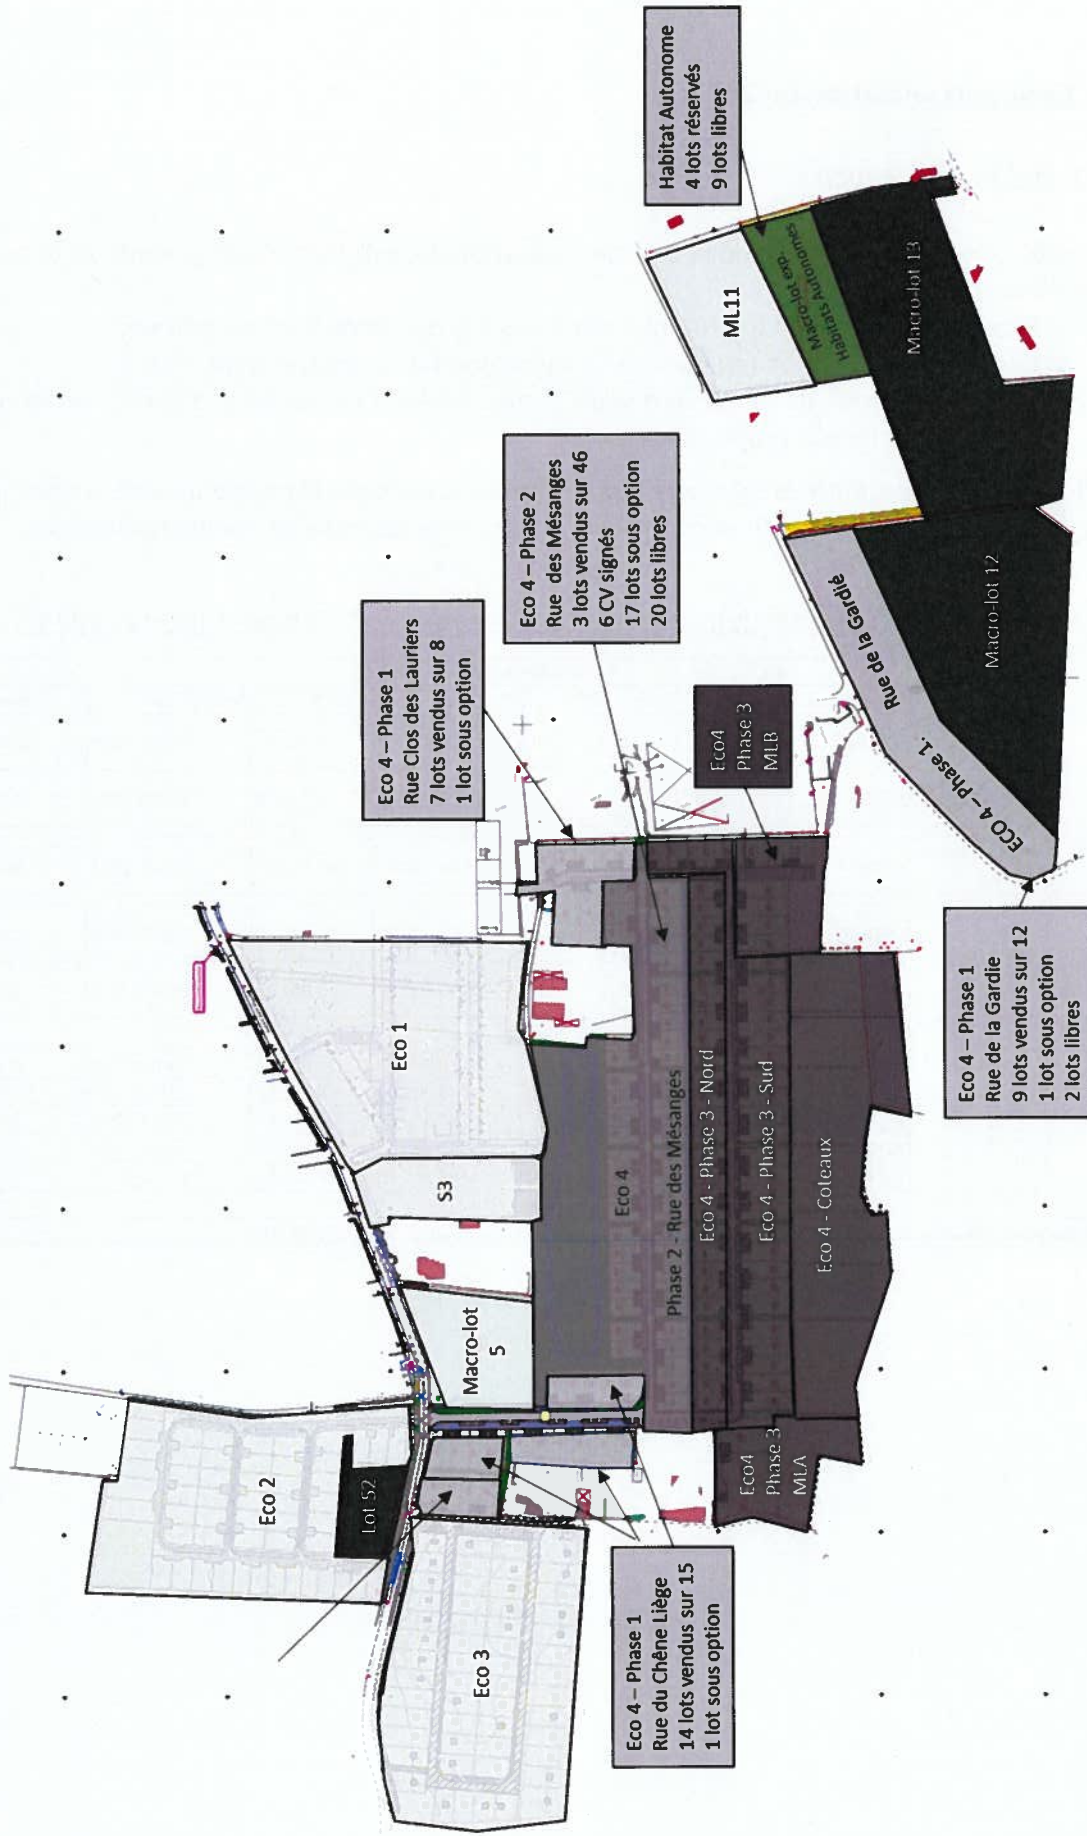 Habitat Autonome
4 lots réservés
9 lots libres
ML11
Macro-lot exp.
Habitats Autonomes
Macro-lot 13
Eco 4 – Phase 2
Rue des Mésanges
3 lots vendus sur 46
6 CV signés
17 lots sous option
20 lots libres
Eco 4 – Phase 1
Rue Clos des Lauriers
7 lots vendus sur 8
1 lot sous option
Rue de la Gardié
ECO 4 – Phase 1.
Macro-lot 12
Eco4
Phase 3
MLB
Eco 4 – Phase 1
Rue de la Gardie
9 lots vendus sur 12
1 lot sous option
2 lots libres
Eco 1
S3
Macro-lot
5
Eco 4
Phase 2 - Rue des Mésanges
Eco 4 - Phase 3 - Nord
Eco 4 - Phase 3 - Sud
Eco 4 - Coteaux
Eco 2
Lot S2
Eco4
Phase 3
MLA
Eco 3
Eco 4 – Phase 1
Rue du Chêne Liège
14 lots vendus sur 15
1 lot sous option